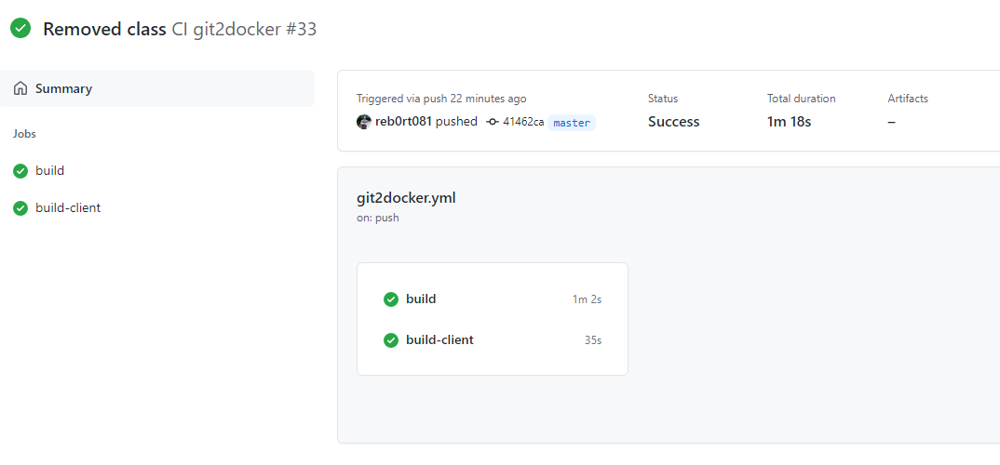 Removed class CI git2docker #33
Summary
Jobs
build
build-client
Triggered via push 22 minutes ago
reb0rt081 pushed 41462ca master
Status
Success
Total duration
1m 18s
Artifacts
–
git2docker.yml
on: push
build 1m 2s
build-client 35s